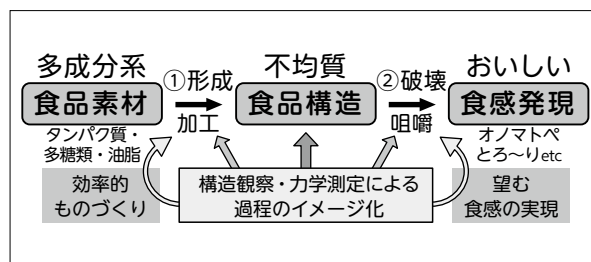 多成分系
食品素材
タンパク質・
多糖類・油脂
①形成
加工
不均質
食品構造
②破壊
咀嚼
おいしい
食感発現
オノマトペ
とろ〜りetc
効率的
ものづくり
構造観察・力学測定による
過程のイメージ化
望む
食感の実現